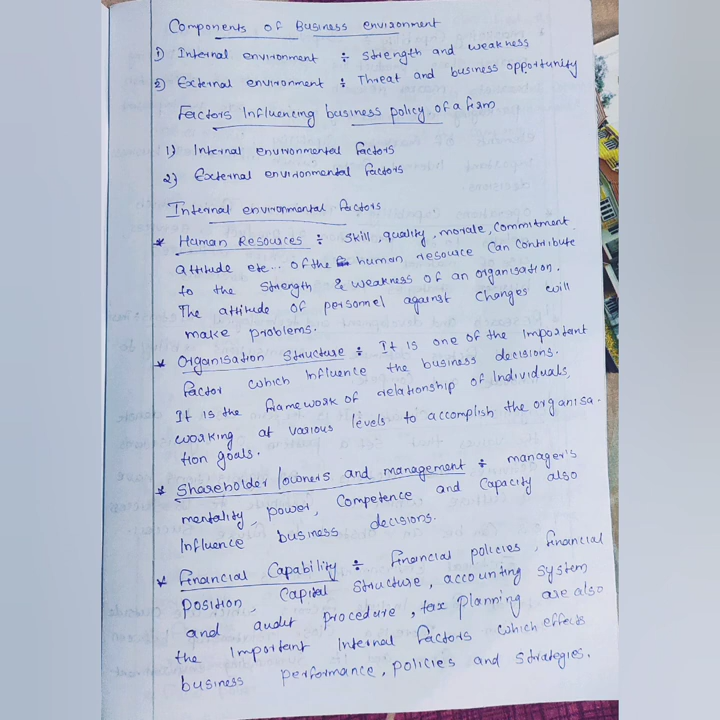 Components of Business environment
1) Internal environment ÷ strength and weakness
2) External environment : Threat and business opportunity
Factors Influencing business policy of a firm
1) Internal environmental factors
2) External environmental factors
Internal environmental factors
* Human Resources ÷ skill, quality, morale, commitment
attitude etc... of the human resource can contribute
to the strength & weakness of an organisation.
The attitude of personnel against changes will
make problems.
* Organisation structure ÷ It is one of the important
factor which influence the business decisions.
It is the framework of relationship of Individuals,
working at various levels to accomplish the organisa-
tion goals.
* Shareholder /owners and management ÷ manager's
mentality, power, Competence and Capacity also
Influence business decisions.
* Financial Capability ÷ Financial policies, financial
position, Capital structure, accounting system
and audit procedure, tax planning are also
the Important Internal factors which effects
business performance, policies and strategies.